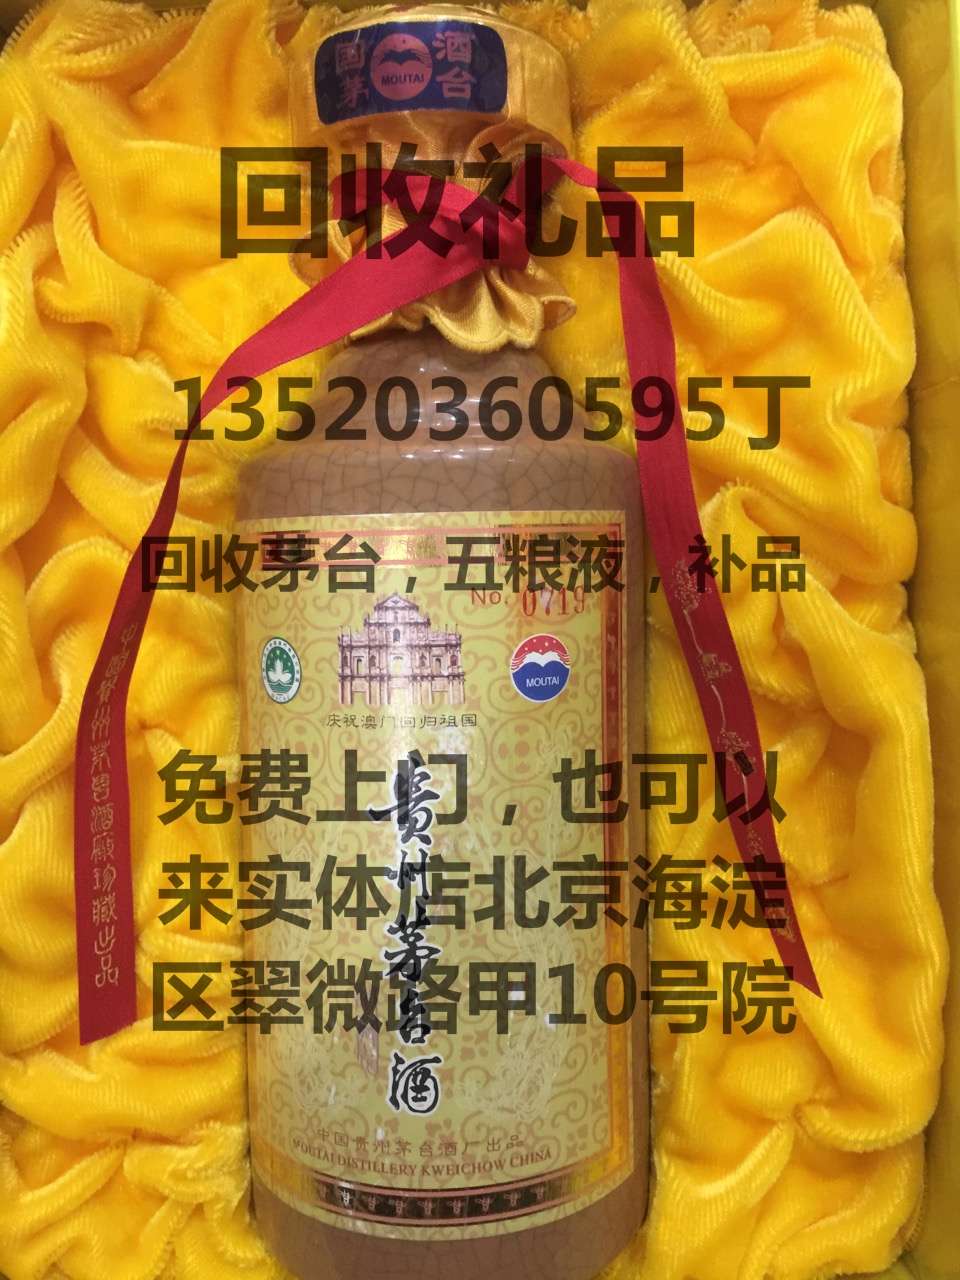 国酒
茅台
MOUTAI
回收礼品
13520360595丁
回收茅台，五粮液，补品
No. 0719
MOUTAI
庆祝澳门回归祖国
免费上门，也可以
来实体店北京海淀
区翠微路甲10号院
贵州茅台酒
中国贵州茅台酒厂出品
MOUTAI DISTILLERY KWEICHOW CHINA
中国贵州茅台酒厂珍藏出品